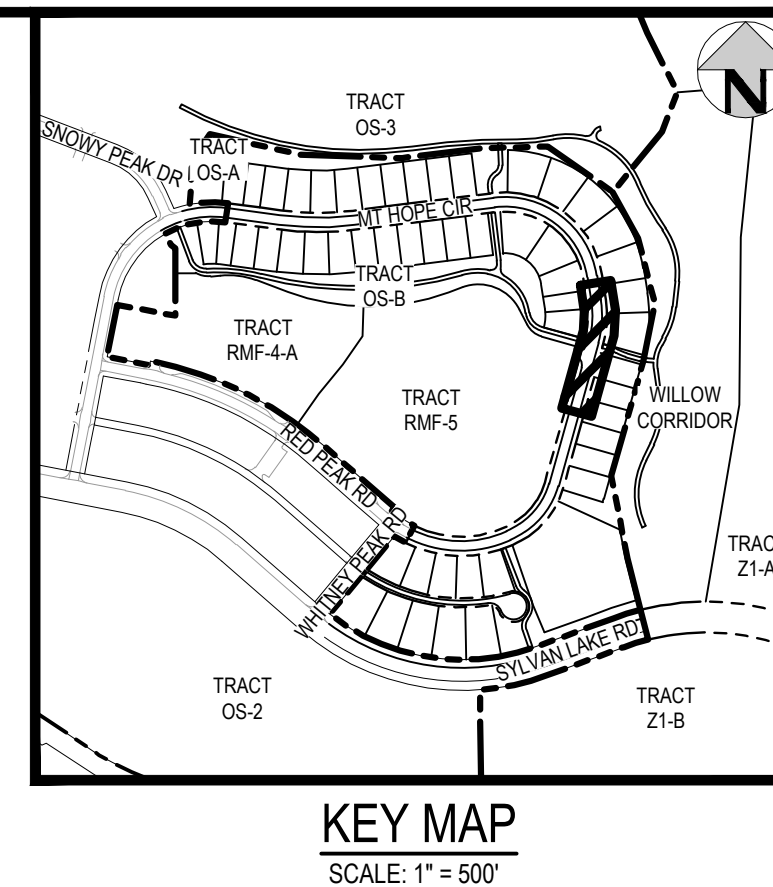 N
TRACT
OS-3
SNOWY PEAK DR
TRACT
OS-A
MT HOPE CIR
TRACT
OS-B
TRACT
RMF-4-A
TRACT
RMF-5
WILLOW
CORRIDOR
RED PEAK RD
WHITNEY PEAK RD
TRAC
Z1-A
SYLVAN LAKE RD
TRACT
OS-2
TRACT
Z1-B
KEY MAP
SCALE: 1" = 500'